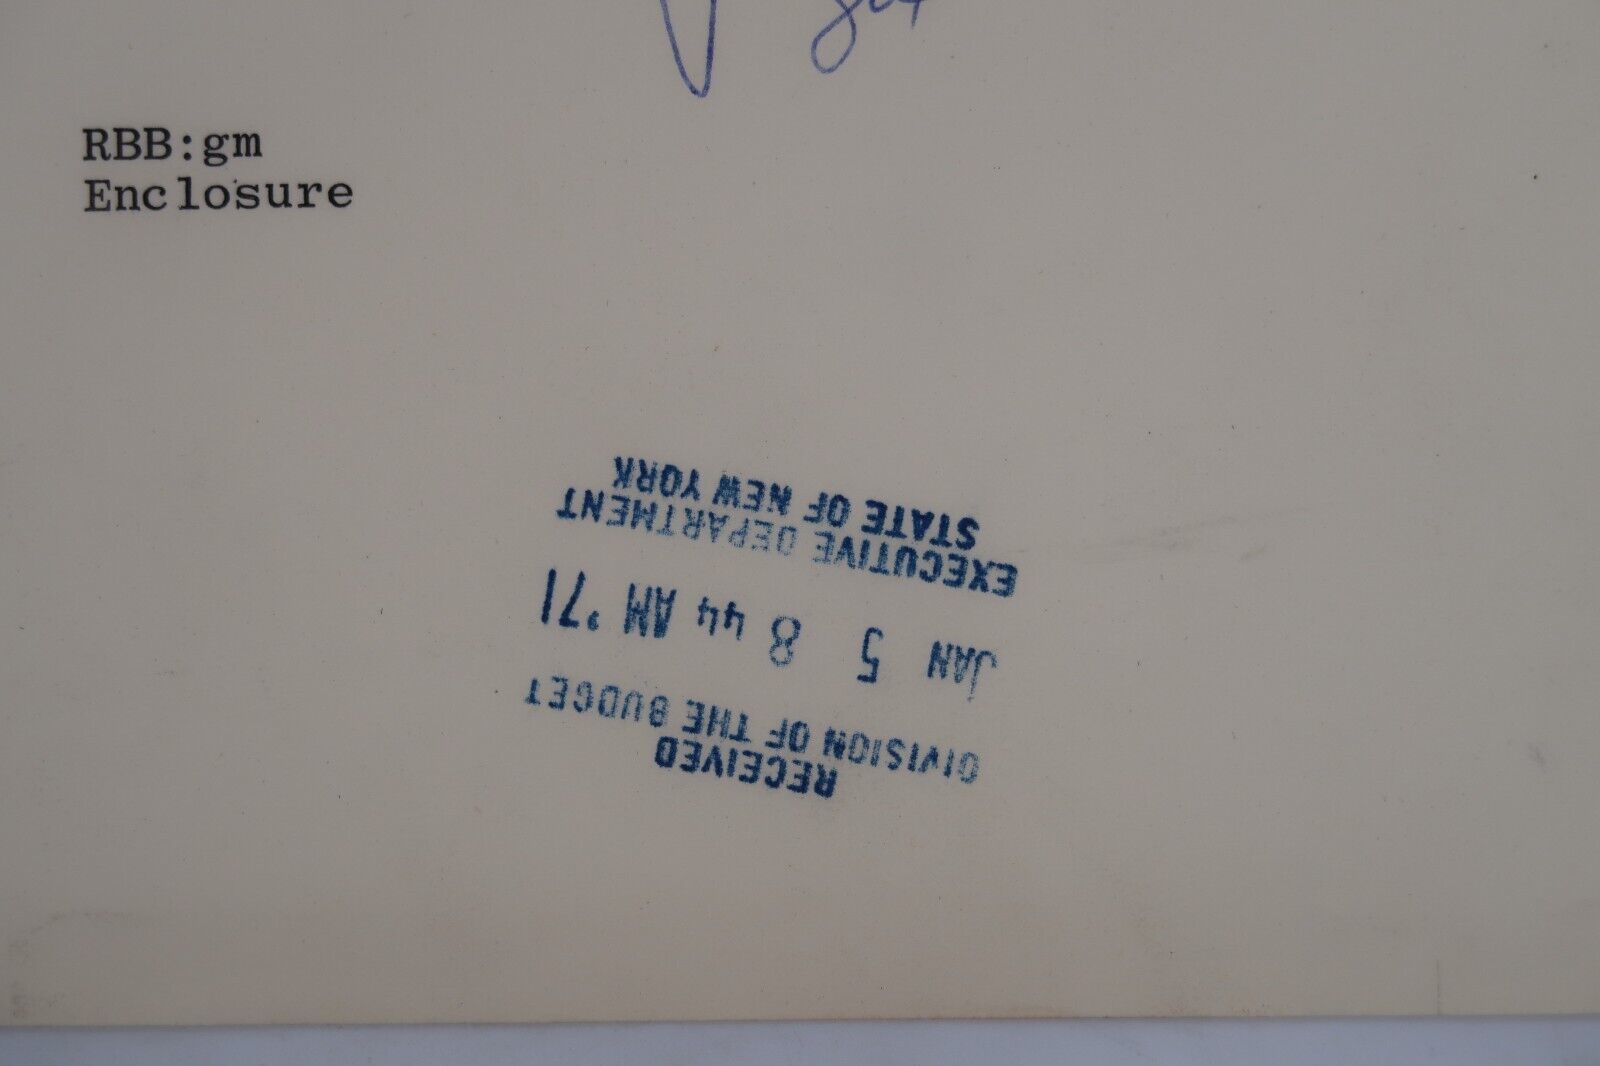 RBB:gm
Enclosure
RECEIVED
DIVISION OF THE BUDGET
JAN 5 8 44 AM '71
EXECUTIVE DEPARTMENT
STATE OF NEW YORK